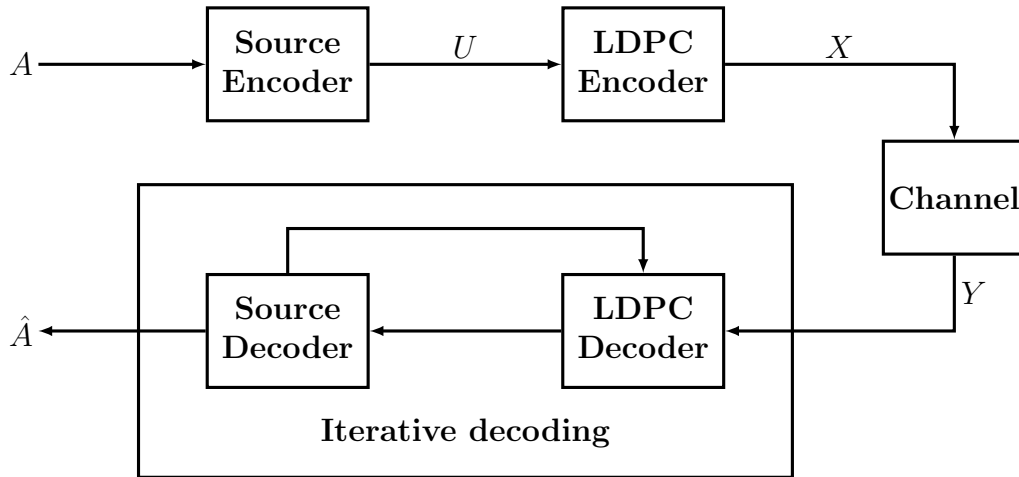 A
Source
Encoder
U
LDPC
Encoder
X
Channel
Y
Â
Source
Decoder
LDPC
Decoder
Iterative decoding